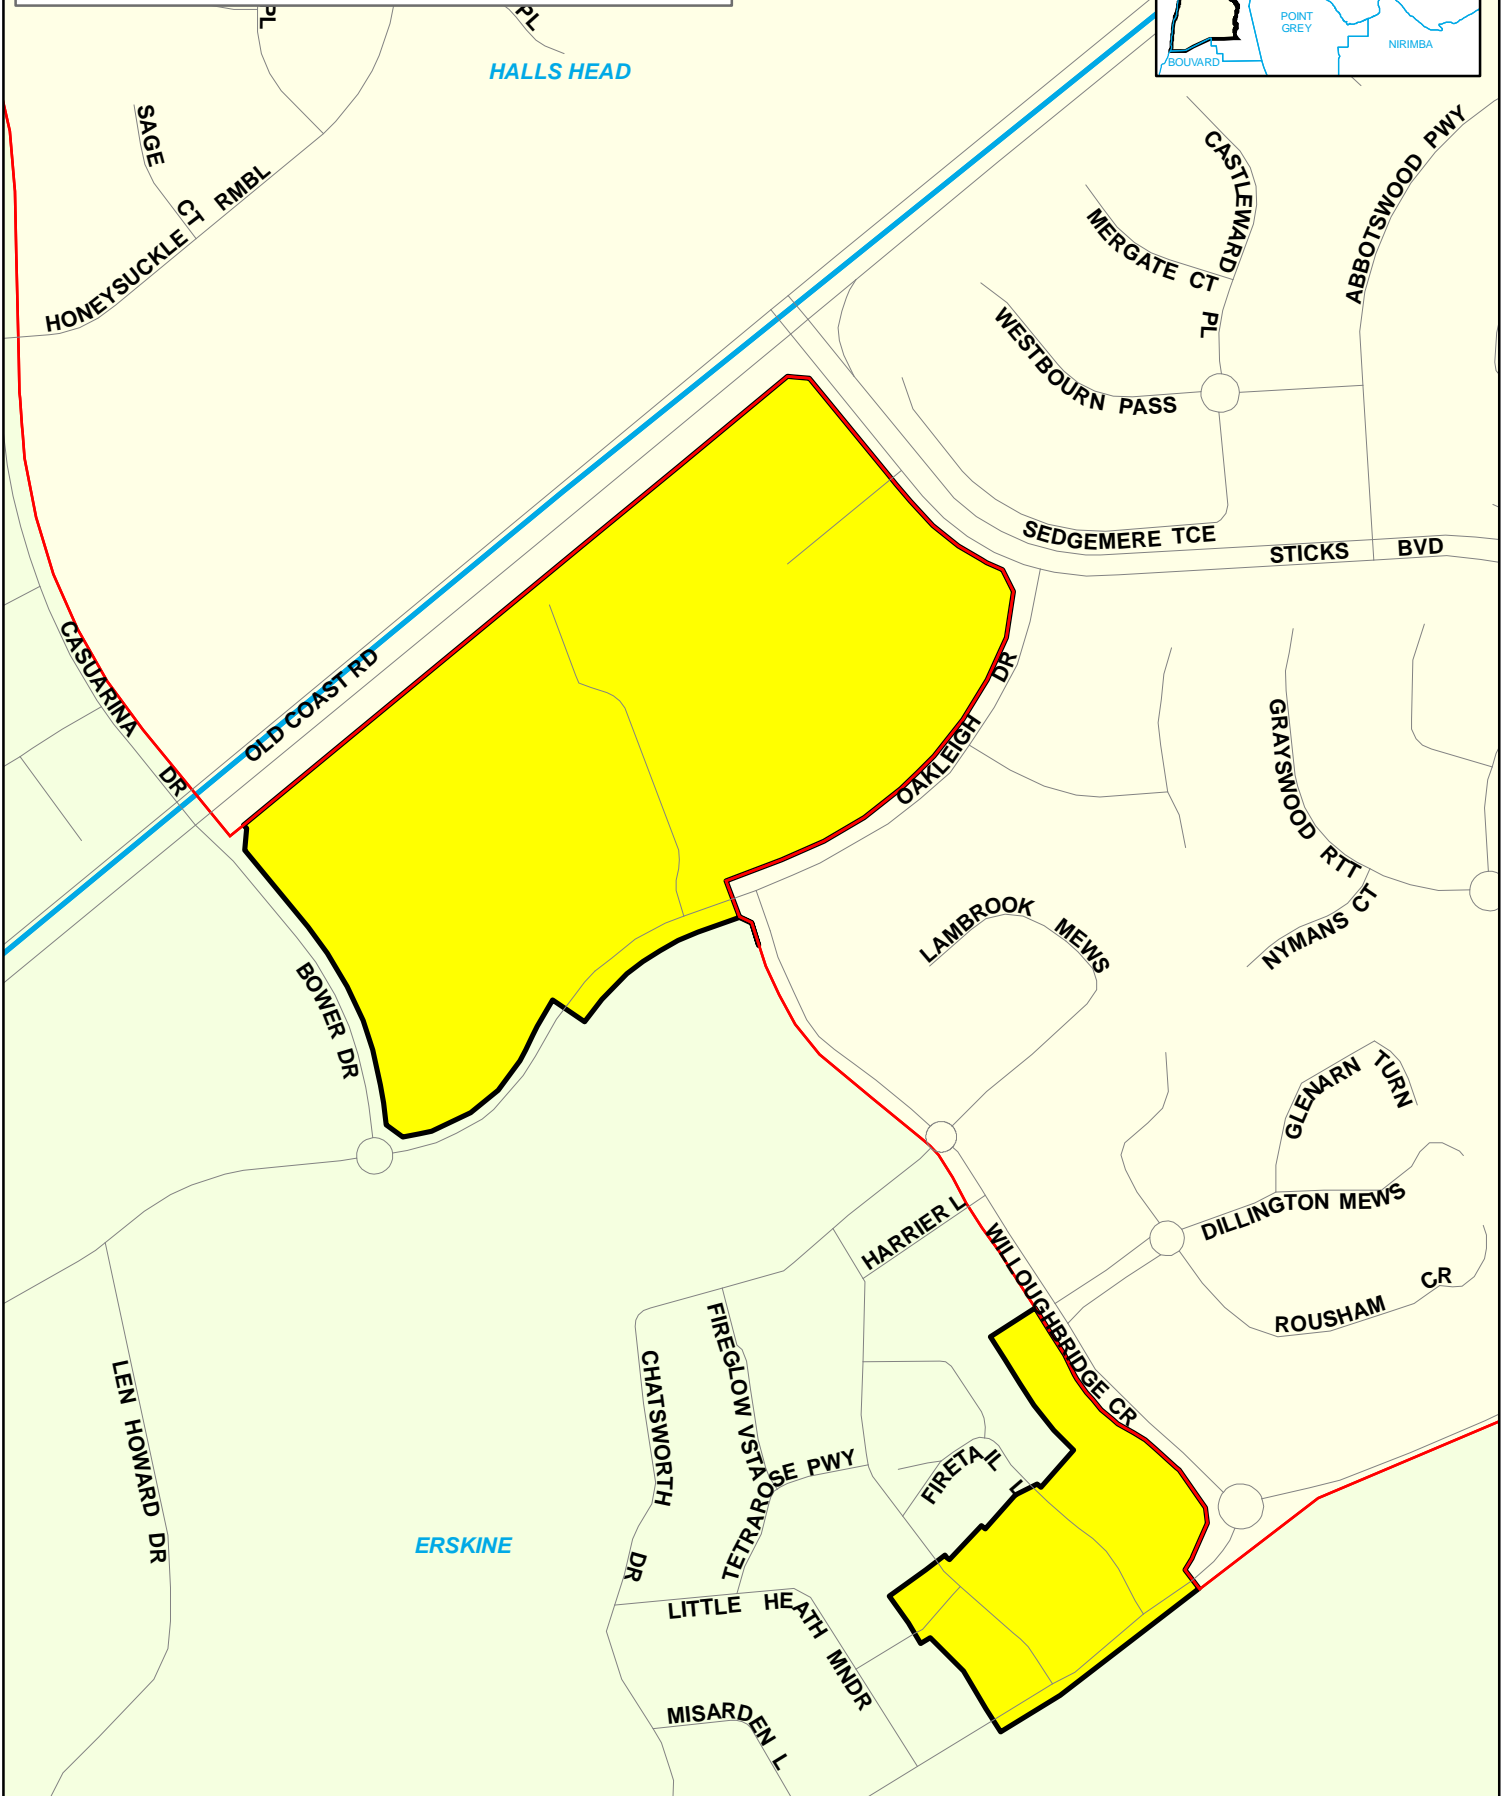 PL
PL
HALLS HEAD
POINT
GREY
NIRIMBA
BOUVARD
SAGE CT
HONEYSUCKLE RMBL
CASTLEWARD PL
MERGATE CT
ABBOTSWOOD PWY
WESTBOURN PASS
SEDGEMERE TCE
STICKS BVD
CASUARINA DR
OLD COAST RD
OAKLEIGH DR
GRAYSWOOD RTT
NYMANS CT
LAMBROOK MEWS
BOWER DR
GLENARN TURN
DILLINGTON MEWS
HARRIER L
WILLOUGHBRIDGE CR
ROUSHAM CR
LEN HOWARD DR
CHATSWORTH DR
FIREGLOW VSTA
TETRAROSE PWY
FIRETAIL L
ERSKINE
LITTLE HEATH MNDR
MISARDEN L